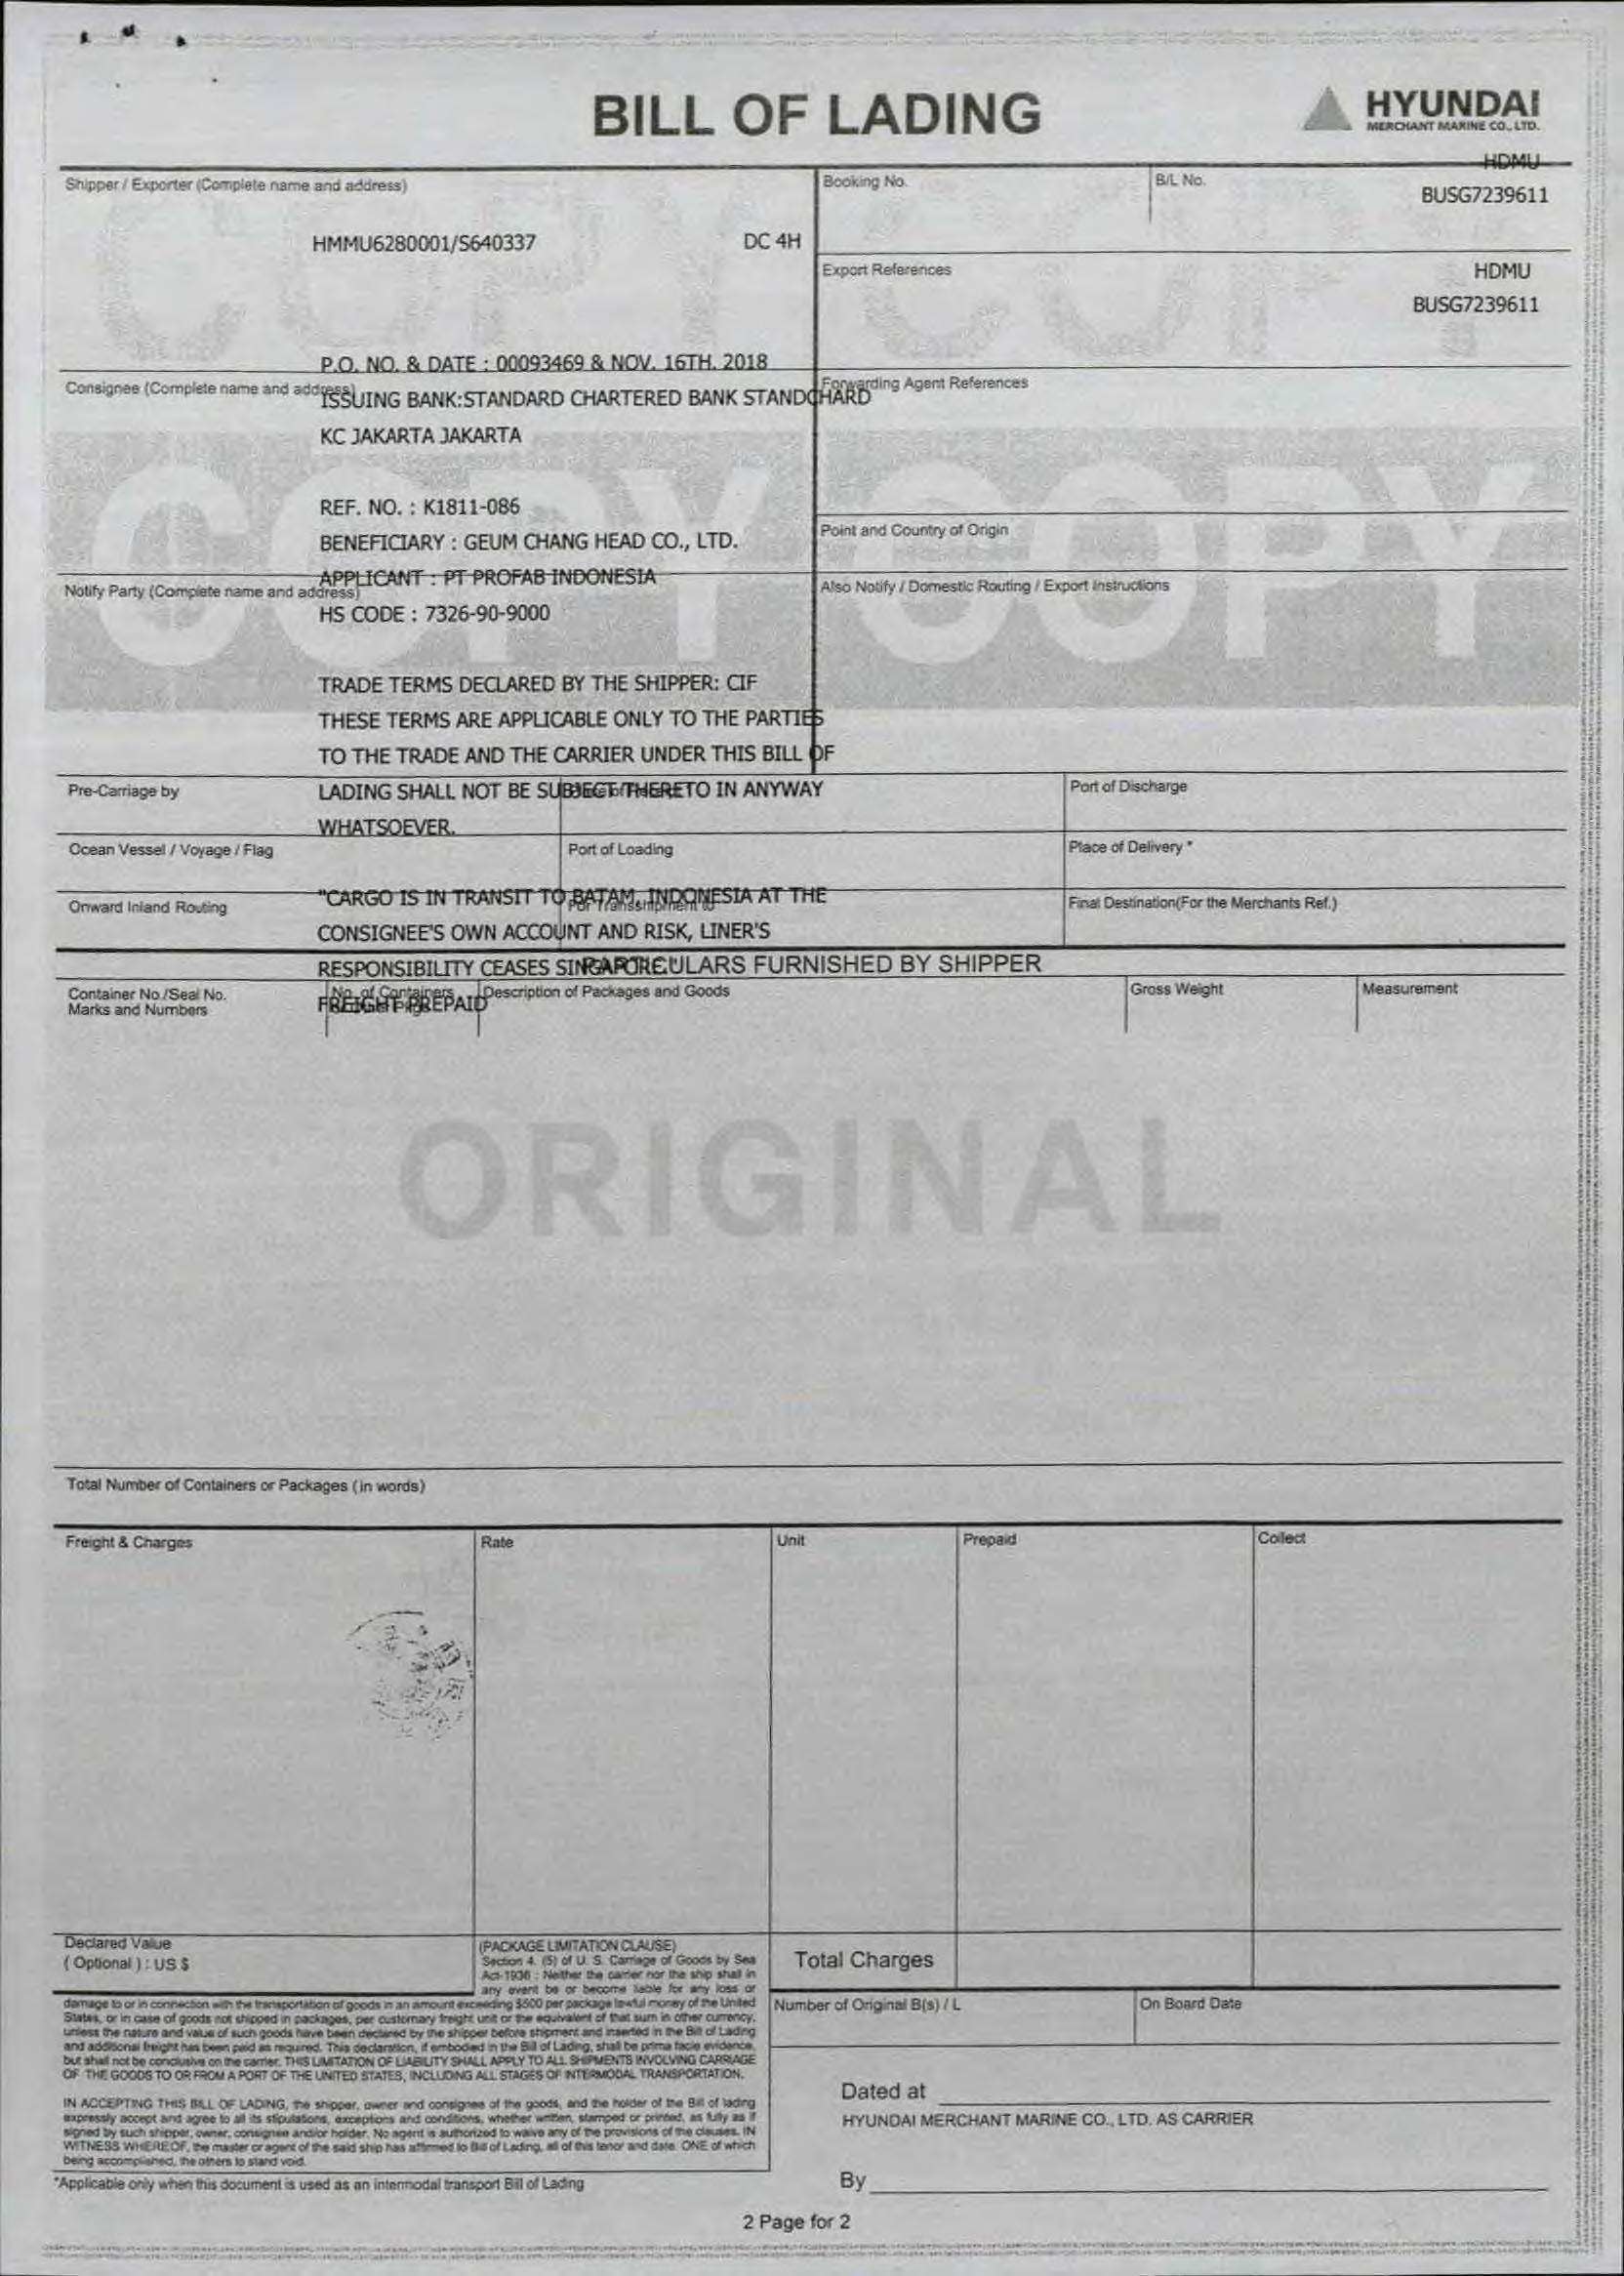 BILL OF LADING
HYUNDAI
MERCHANT MARINE CO., LTD.
HDMU
Shipper / Exporter (Complete name and address)
Booking No.
B/L No.
BUSG7239611
HMMU6280001/S640337
DC 4H
Export References
HDMU
BUSG7239611
COPY COPY
P.O. NO. & DATE : 00093469 & NOV. 16TH. 2018
Consignee (Complete name and address)
Forwarding Agent References
ISSUING BANK:STANDARD CHARTERED BANK STANDCHARD
KC JAKARTA JAKARTA
COPY COPY
REF. NO. : K1811-086
Point and Country of Origin
BENEFICIARY : GEUM CHANG HEAD CO., LTD.
APPLICANT : PT PROFAB INDONESIA
Notify Party (Complete name and address)
Also Notify / Domestic Routing / Export Instructions
HS CODE : 7326-90-9000
TRADE TERMS DECLARED BY THE SHIPPER: CIF
THESE TERMS ARE APPLICABLE ONLY TO THE PARTIES
TO THE TRADE AND THE CARRIER UNDER THIS BILL OF
Pre-Carriage by
LADING SHALL NOT BE SUBJECT THERETO IN ANYWAY
Port of Discharge
WHATSOEVER.
Ocean Vessel / Voyage / Flag
Port of Loading
Place of Delivery *
"CARGO IS IN TRANSIT TO BATAM, INDONESIA AT THE
Onward Inland Routing
For Transshipment to
Final Destination(For the Merchants Ref.)
CONSIGNEE'S OWN ACCOUNT AND RISK, LINER'S
RESPONSIBILITY CEASES SINGAPORE."
PARTICULARS FURNISHED BY SHIPPER
Container No./Seal No.
Marks and Numbers
No. of Containers
Description of Packages and Goods
Gross Weight
Measurement
FREIGHT PREPAID
ORIGINAL
Total Number of Containers or Packages (in words)
Freight & Charges
Rate
Unit
Prepaid
Collect
Declared Value
( Optional ) : US $
(PACKAGE LIMITATION CLAUSE)
Section 4. (5) of U. S. Carriage of Goods by Sea
Act-1936 : Neither the carrier nor the ship shall in
any event be or become liable for any loss or
damage to or in connection with the transportation of goods in an amount exceeding $500 per package lawful money of the United
States, or in case of goods not shipped in packages, per customary freight unit or the equivalent of that sum in other currency,
unless the nature and value of such goods have been declared by the shipper before shipment and inserted in the Bill of Lading
and additional freight has been paid as required. This declaration, if embodied in the Bill of Lading, shall be prima facie evidence,
but shall not be conclusive on the carrier. THIS LIMITATION OF LIABILITY SHALL APPLY TO ALL SHIPMENTS INVOLVING CARRIAGE
OF THE GOODS TO OR FROM A PORT OF THE UNITED STATES, INCLUDING ALL STAGES OF INTERMODAL TRANSPORTATION.
Total Charges
Number of Original B(s) / L
On Board Date
IN ACCEPTING THIS BILL OF LADING, the shipper, owner and consignee of the goods, and the holder of the Bill of lading
expressly accept and agree to all its stipulations, exceptions and conditions, whether written, stamped or printed, as fully as if
signed by such shipper, owner, consignee and/or holder. No agent is authorized to waive any of the provisions of the clauses. IN
WITNESS WHEREOF, the master or agent of the said ship has affirmed to Bill of Lading, all of this tenor and date. ONE of which
being accomplished, the others to stand void.
Dated at
HYUNDAI MERCHANT MARINE CO., LTD. AS CARRIER
By
*Applicable only when this document is used as an intermodal transport Bill of Lading
2 Page for 2